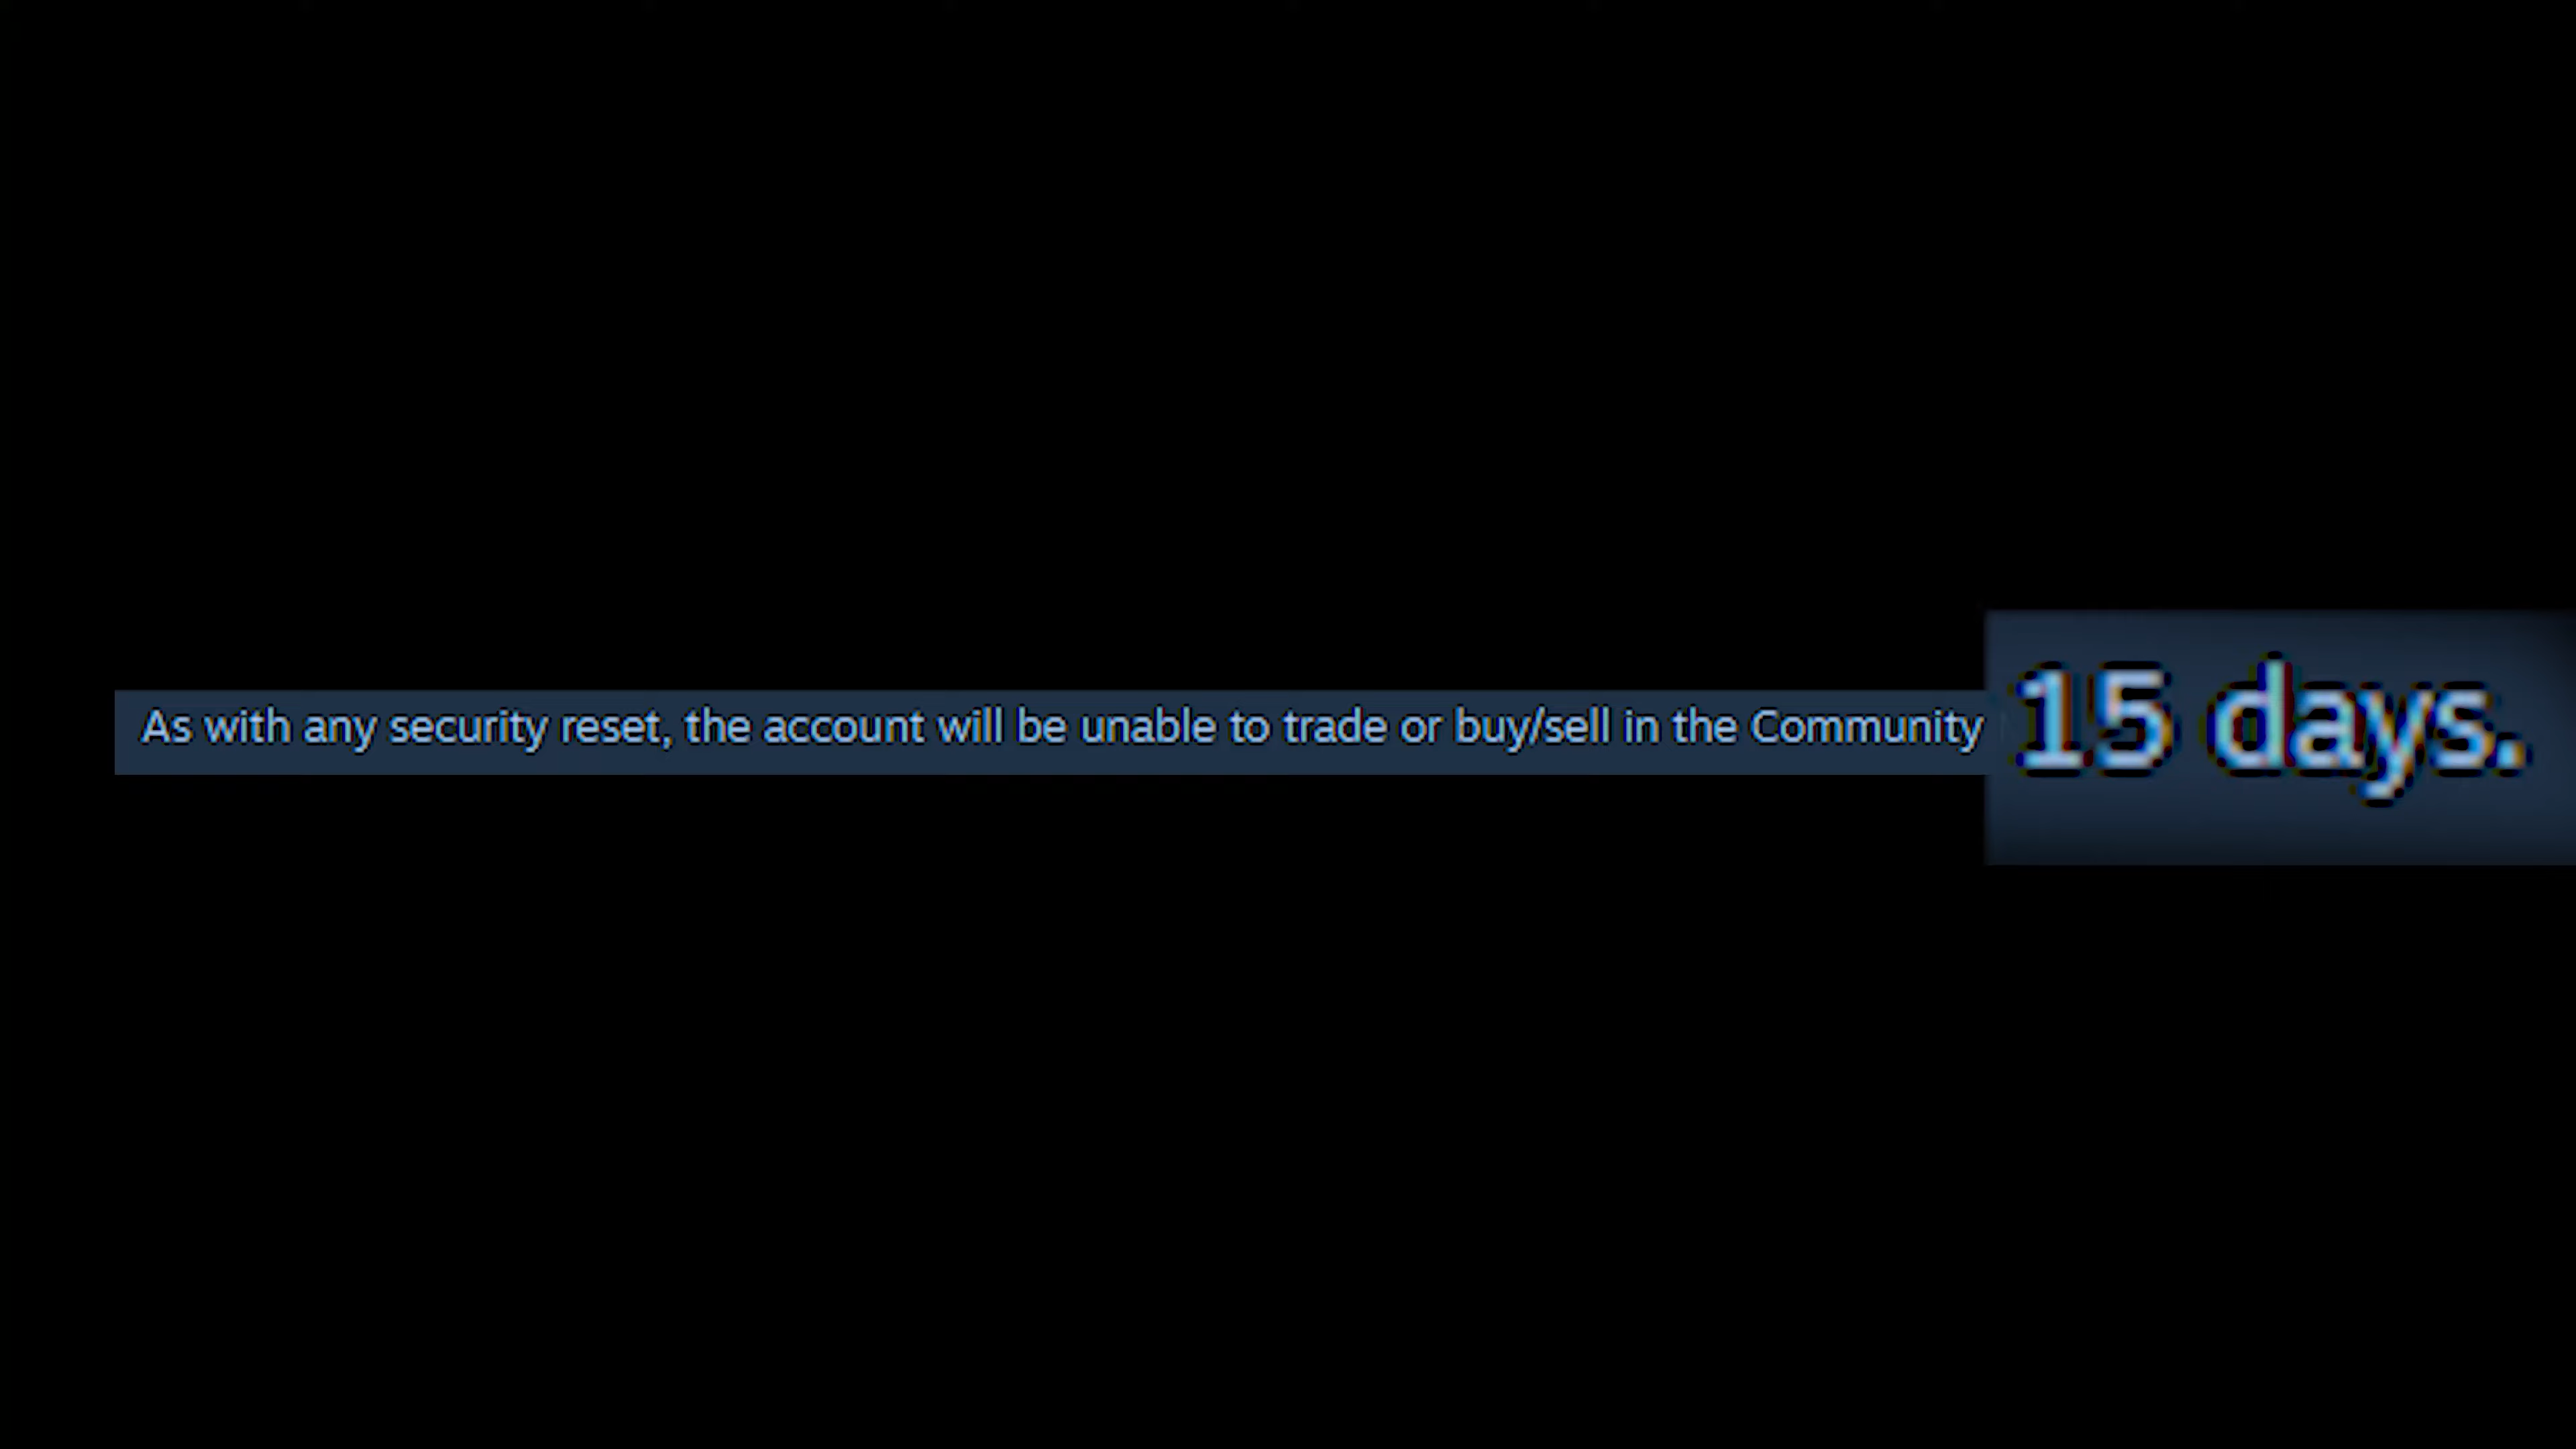 As with any security reset, the account will be unable to trade or buy/sell in the Community 15 days.